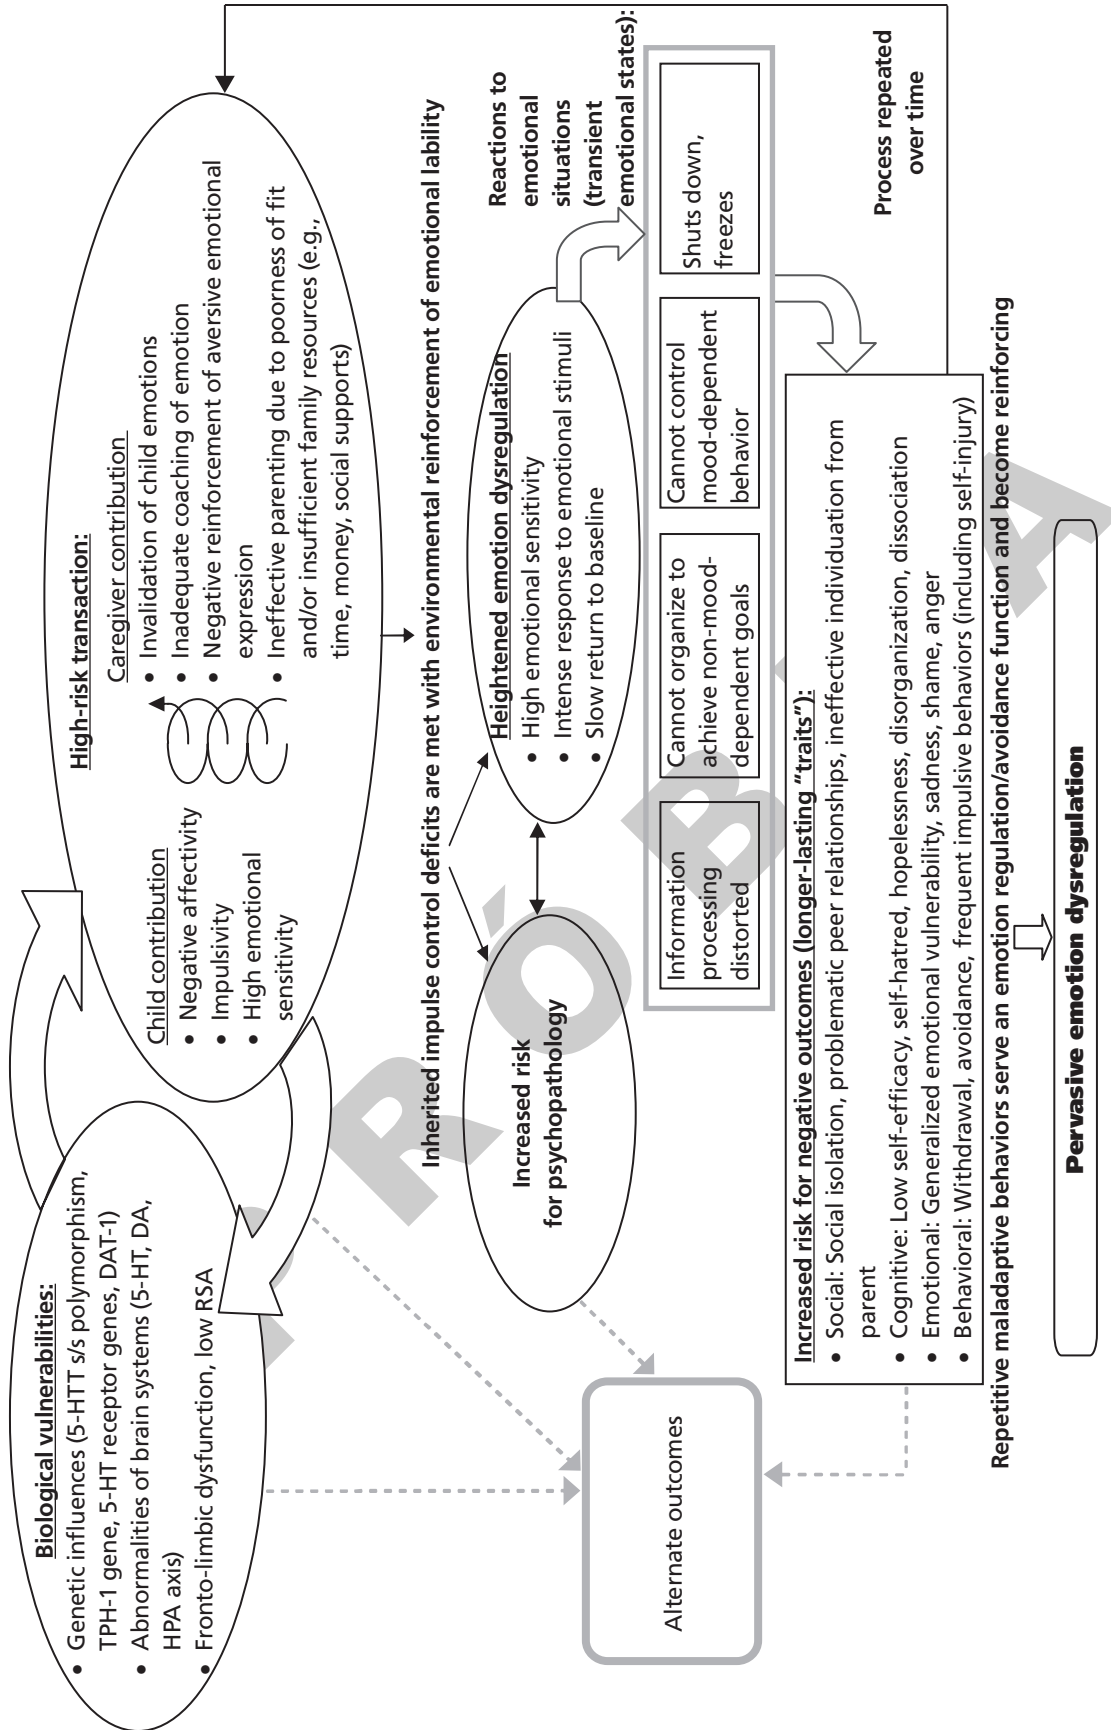 Biological vulnerabilities:
• Genetic influences (5-HTT s/s polymorphism,
TPH-1 gene, 5-HT receptor genes, DAT-1)
• Abnormalities of brain systems (5-HT, DA,
HPA axis)
• Fronto-limbic dysfunction, low RSA
High-risk transaction:
Child contribution
• Negative affectivity
• Impulsivity
• High emotional
sensitivity
Caregiver contribution
• Invalidation of child emotions
• Inadequate coaching of emotion
• Negative reinforcement of aversive emotional
expression
• Ineffective parenting due to poorness of fit
and/or insufficient family resources (e.g.,
time, money, social supports)
Inherited impulse control deficits are met with environmental reinforcement of emotional lability
Increased risk
for psychopathology
Heightened emotion dysregulation
• High emotional sensitivity
• Intense response to emotional stimuli
• Slow return to baseline
Reactions to
emotional
situations
(transient
emotional states):
Information
processing
distorted
Cannot organize to
achieve non-mood-
dependent goals
Cannot control
mood-dependent
behavior
Shuts down,
freezes
Alternate outcomes
Increased risk for negative outcomes (longer-lasting "traits"):
• Social: Social isolation, problematic per relationships, ineffective individuation from
parent
• Cognitive: Low self-efficacy, self-hatred, hopelessness, disorganization, dissociation
• Emotional: Generalized emotional vulnerability, sadness, shame, anger
• Behavioral: Withdrawal, avoidance, frequent impulsive behaviors (including self-injury)
Process repeated
over time
Repetitive maladaptive behaviors serve an emotion regulation/avoidance function and become reinforcing
Pervasive emotion dysregulation
PRÓBA